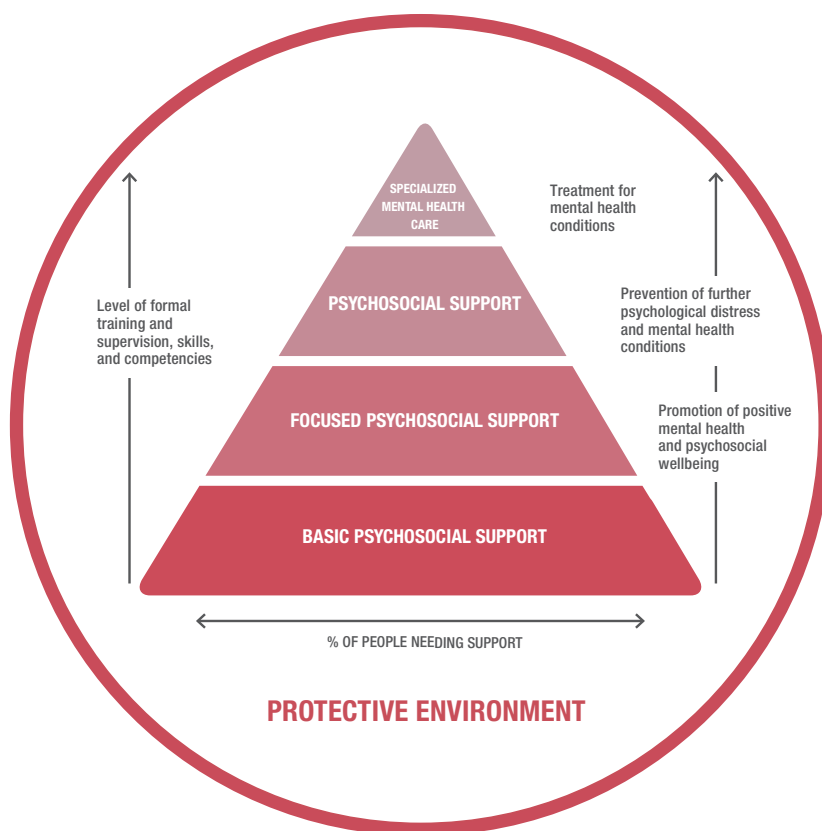 SPECIALIZED
MENTAL HEALTH
CARE
Treatment for
mental health
conditions
PSYCHOSOCIAL SUPPORT
Level of formal
training and
supervision, skills,
and competencies
Prevention of further
psychological distress
and mental health
conditions
FOCUSED PSYCHOSOCIAL SUPPORT
Promotion of positive
mental health
and psychosocial
wellbeing
BASIC PSYCHOSOCIAL SUPPORT
% OF PEOPLE NEEDING SUPPORT
PROTECTIVE ENVIRONMENT